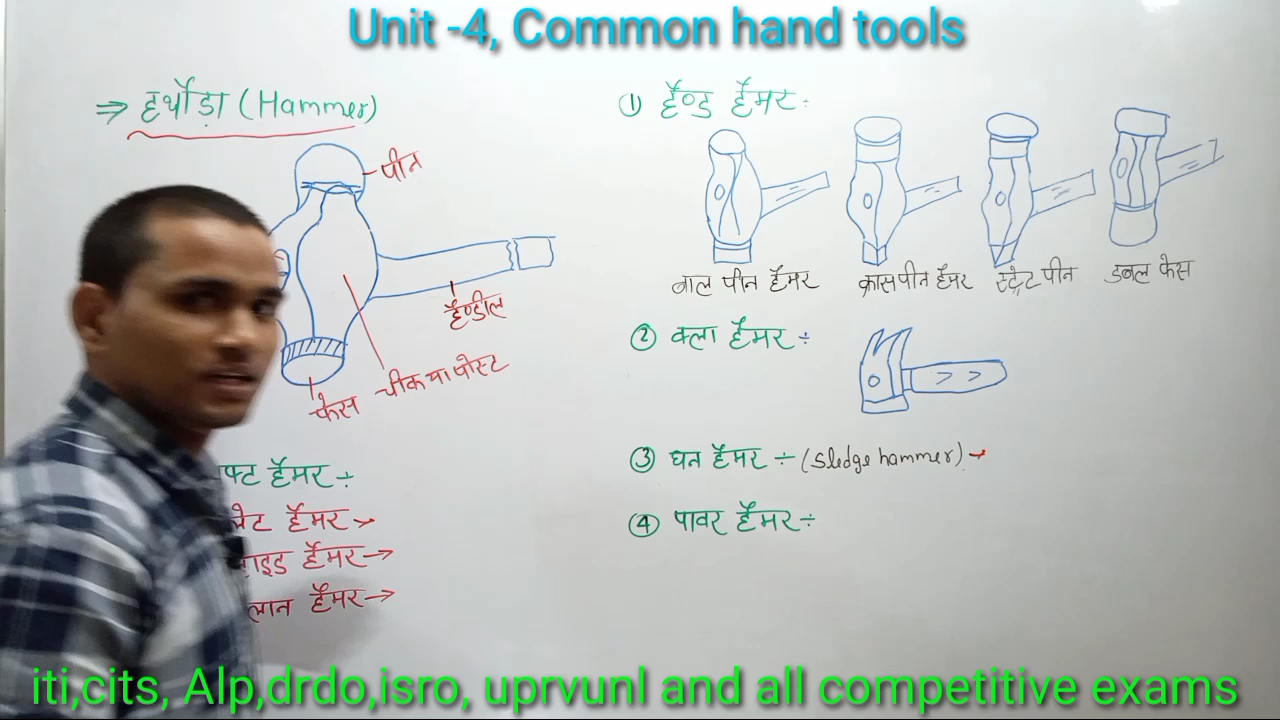 Unit -4, Common hand tools
⇒ हथौड़ा (Hammer)
पीन
हैण्डील
चीक या पोस्ट
फेस
फ्ट हैमर ÷
लेट हैमर →
ाइड हैमर →
लान हैमर →
① हैण्ड हैमर ÷
बाल पीन हैमर क्रास पीन हैमर स्ट्रेट पीन डबल फेस
② क्ला हैमर ÷
③ घन हैमर ÷ (Sledge hammer) →
④ पावर हैमर ÷
iti,cits, Alp,drdo,isro, uprvunl and all competitive exams